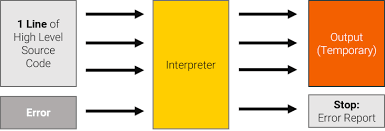 1 Line of
High Level
Source
Code
Interpreter
Output
(Temporary)
Error
Stop:
Error Report